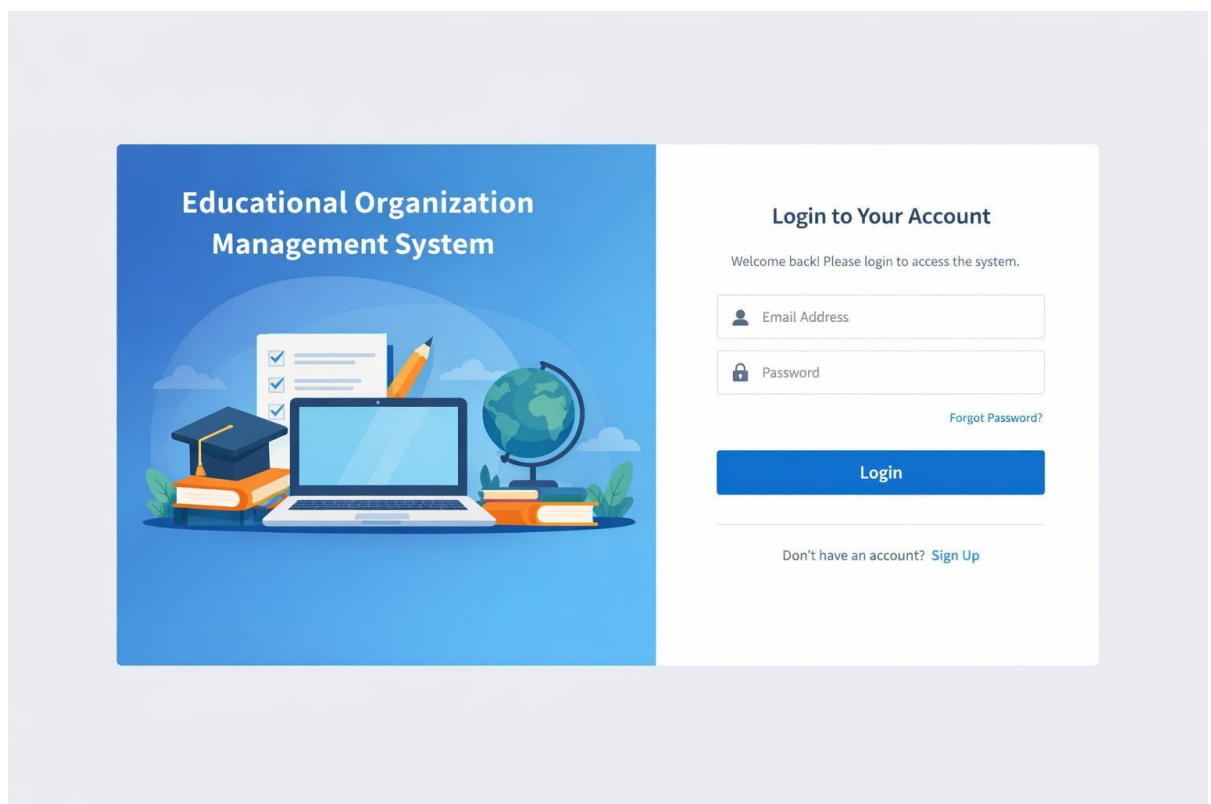 Educational Organization
Management System
Login to Your Account
Welcome back! Please login to access the system.
Email Address
Password
Forgot Password?
Login
Don't have an account? Sign Up